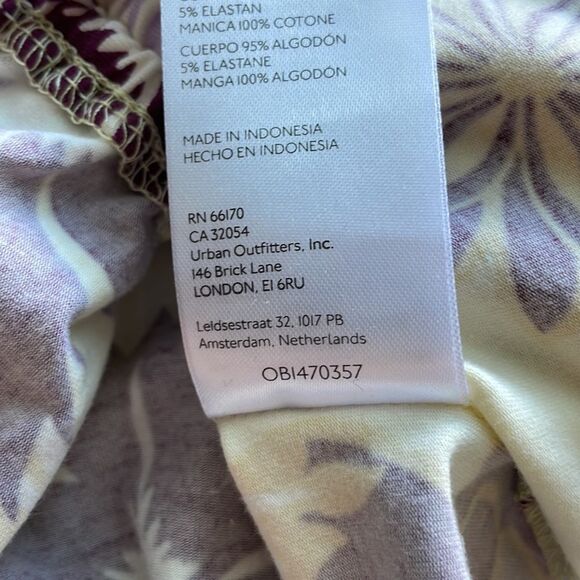 5% ELASTAN
MANICA 100% COTONE
CUERPO 95% ALGODÓN
5% ELASTANE
MANGA 100% ALGODÓN
MADE IN INDONESIA
HECHO EN INDONESIA
RN 66170
CA 32054
Urban Outfitters, Inc.
146 Brick Lane
LONDON, E1 6RU
Leidsestraat 32, 1017 PB
Amsterdam, Netherlands
OB1470357